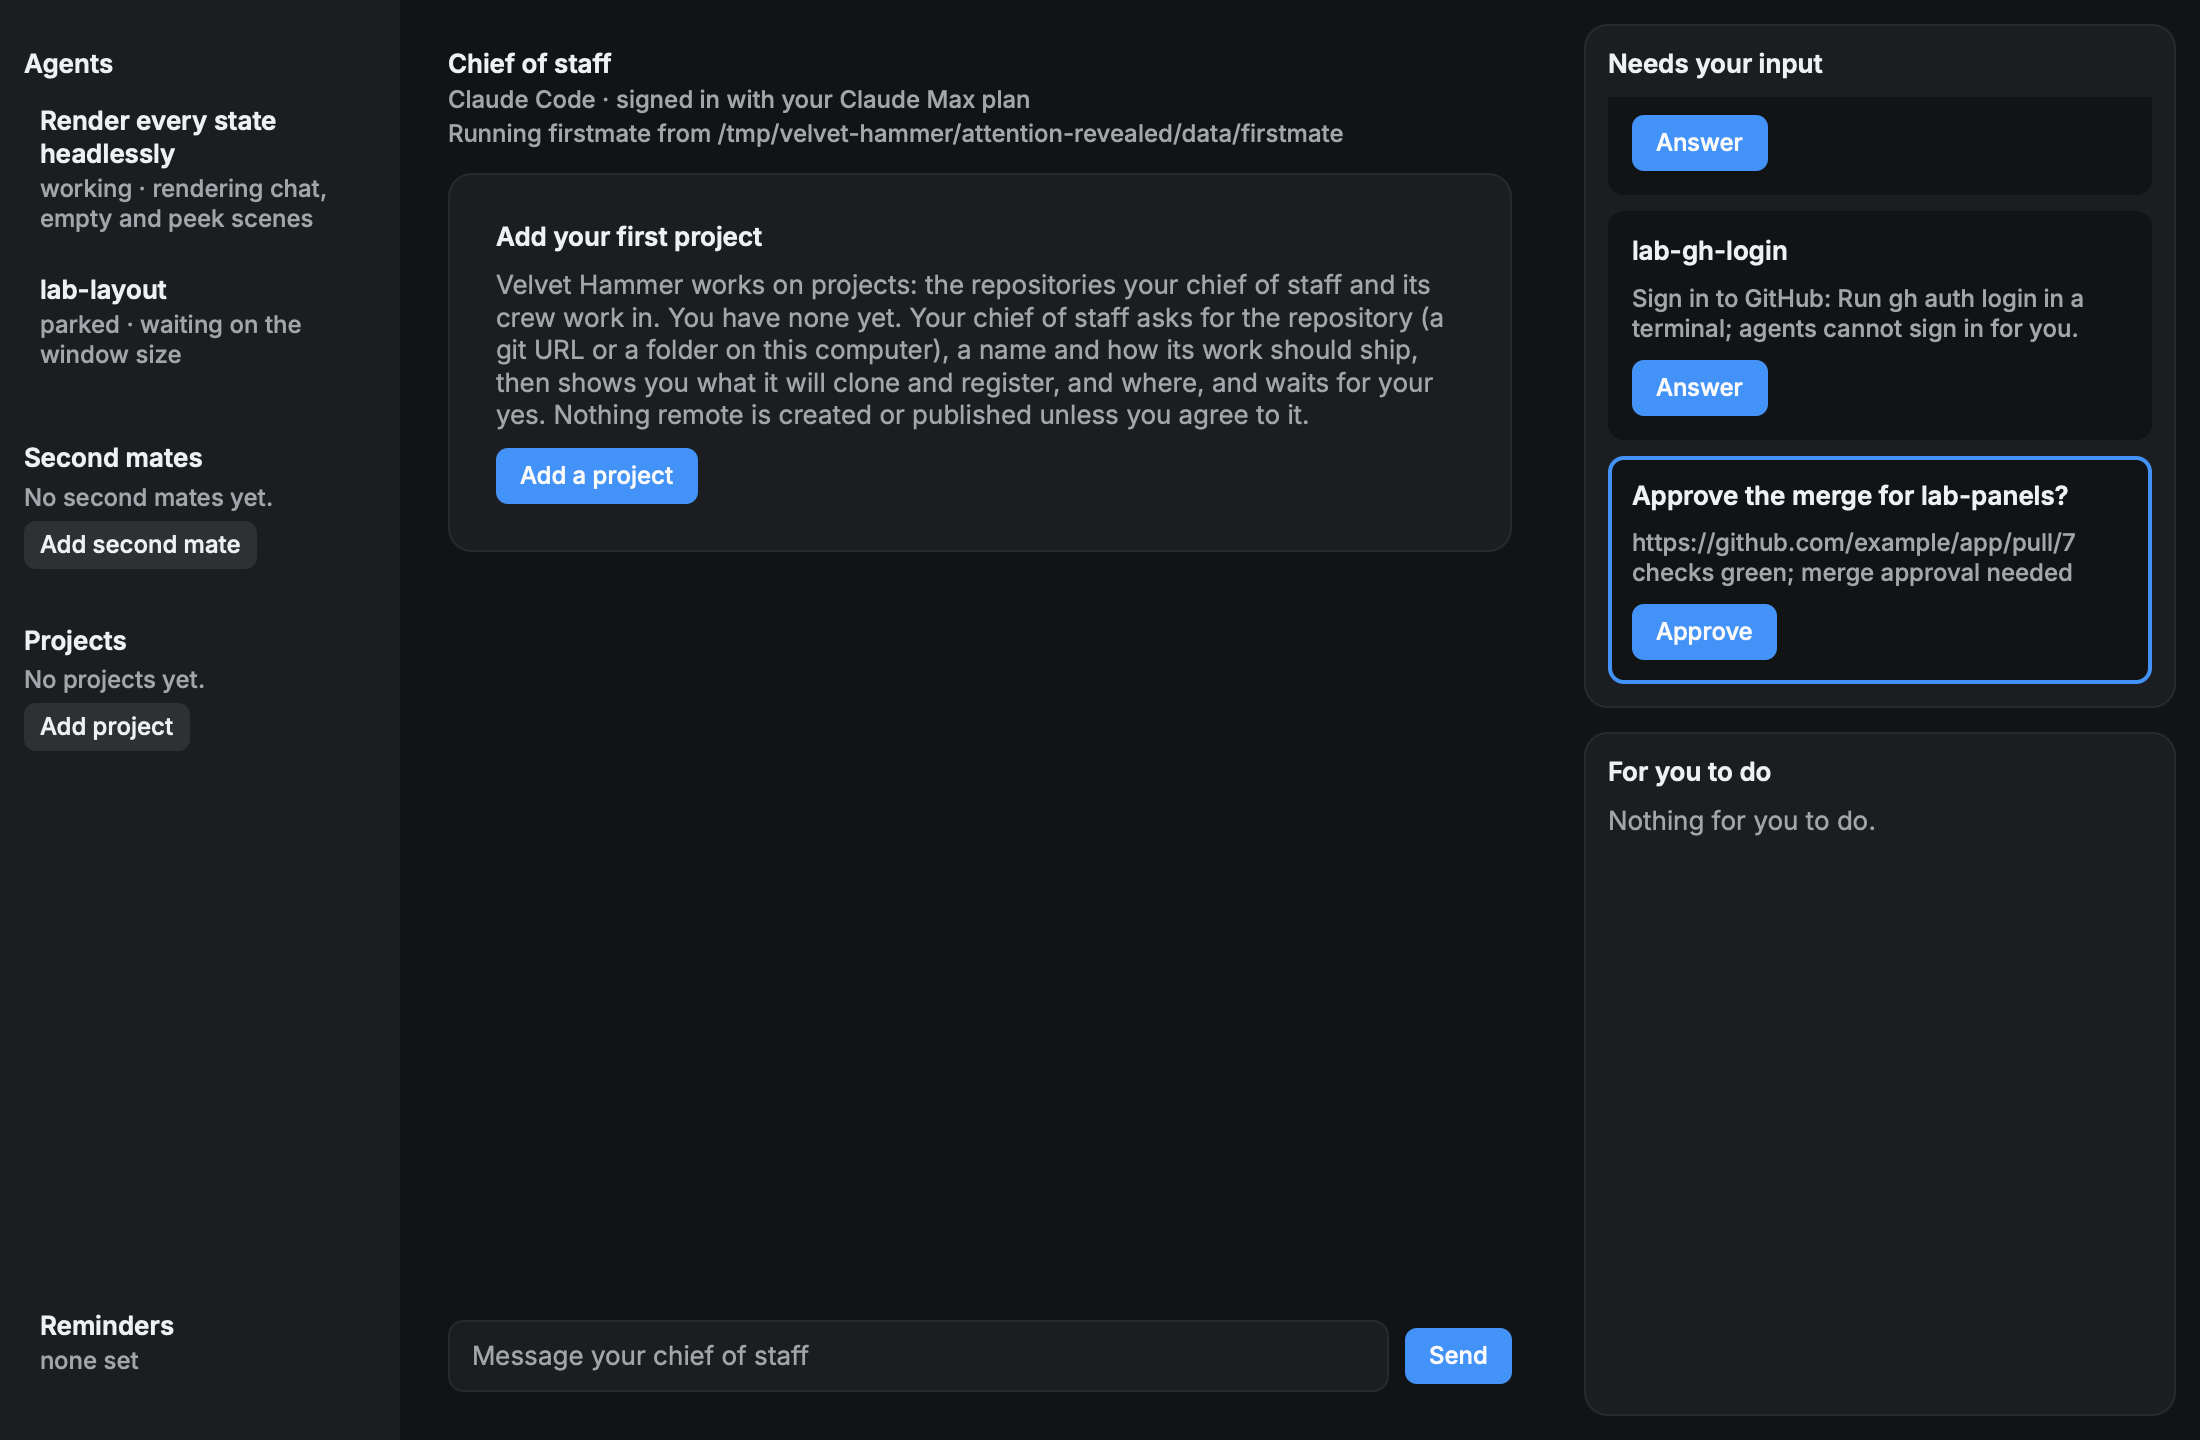 Agents
Render every state
headlessly
working · rendering chat,
empty and peek scenes
lab-layout
parked · waiting on the
window size
Second mates
No second mates yet.
Add second mate
Projects
No projects yet.
Add project
Reminders
none set
Chief of staff
Claude Code · signed in with your Claude Max plan
Running firstmate from /tmp/velvet-hammer/attention-revealed/data/firstmate
Add your first project
Velvet Hammer works on projects: the repositories your chief of staff and its
crew work in. You have none yet. Your chief of staff asks for the repository (a
git URL or a folder on this computer), a name and how its work should ship,
then shows you what it will clone and register, and where, and waits for your
yes. Nothing remote is created or published unless you agree to it.
Add a project
Message your chief of staff
Send
Needs your input
Answer
lab-gh-login
Sign in to GitHub: Run gh auth login in a
terminal; agents cannot sign in for you.
Answer
Approve the merge for lab-panels?
https://github.com/example/app/pull/7
checks green; merge approval needed
Approve
For you to do
Nothing for you to do.